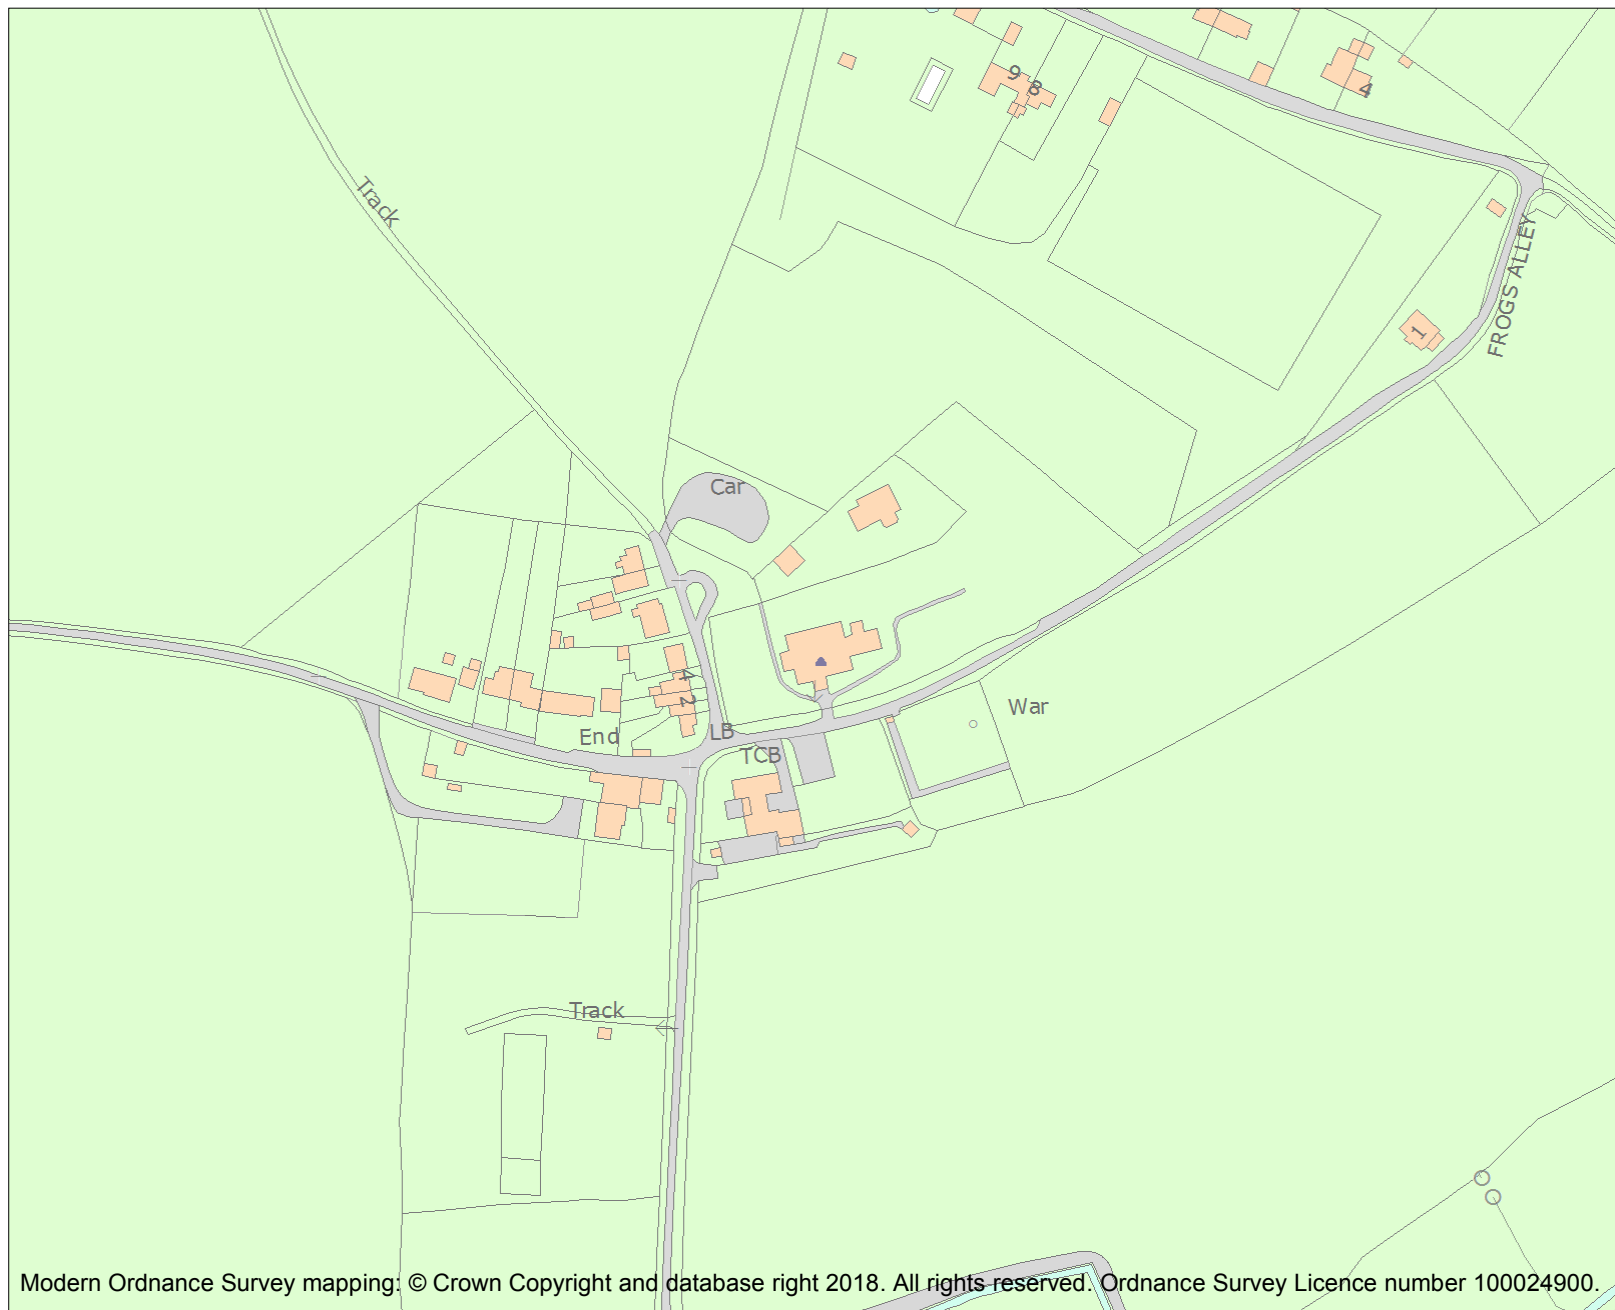 9
8
4
Track
FROGS ALLEY
1
Car
4
2
War
LB
End
TCB
Track
Modern Ordnance Survey mapping: © Crown Copyright and database right 2018. All rights reserved. Ordnance Survey Licence number 100024900.